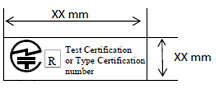 XX mm
R
Test Certification
or Type Certification
number
XX mm